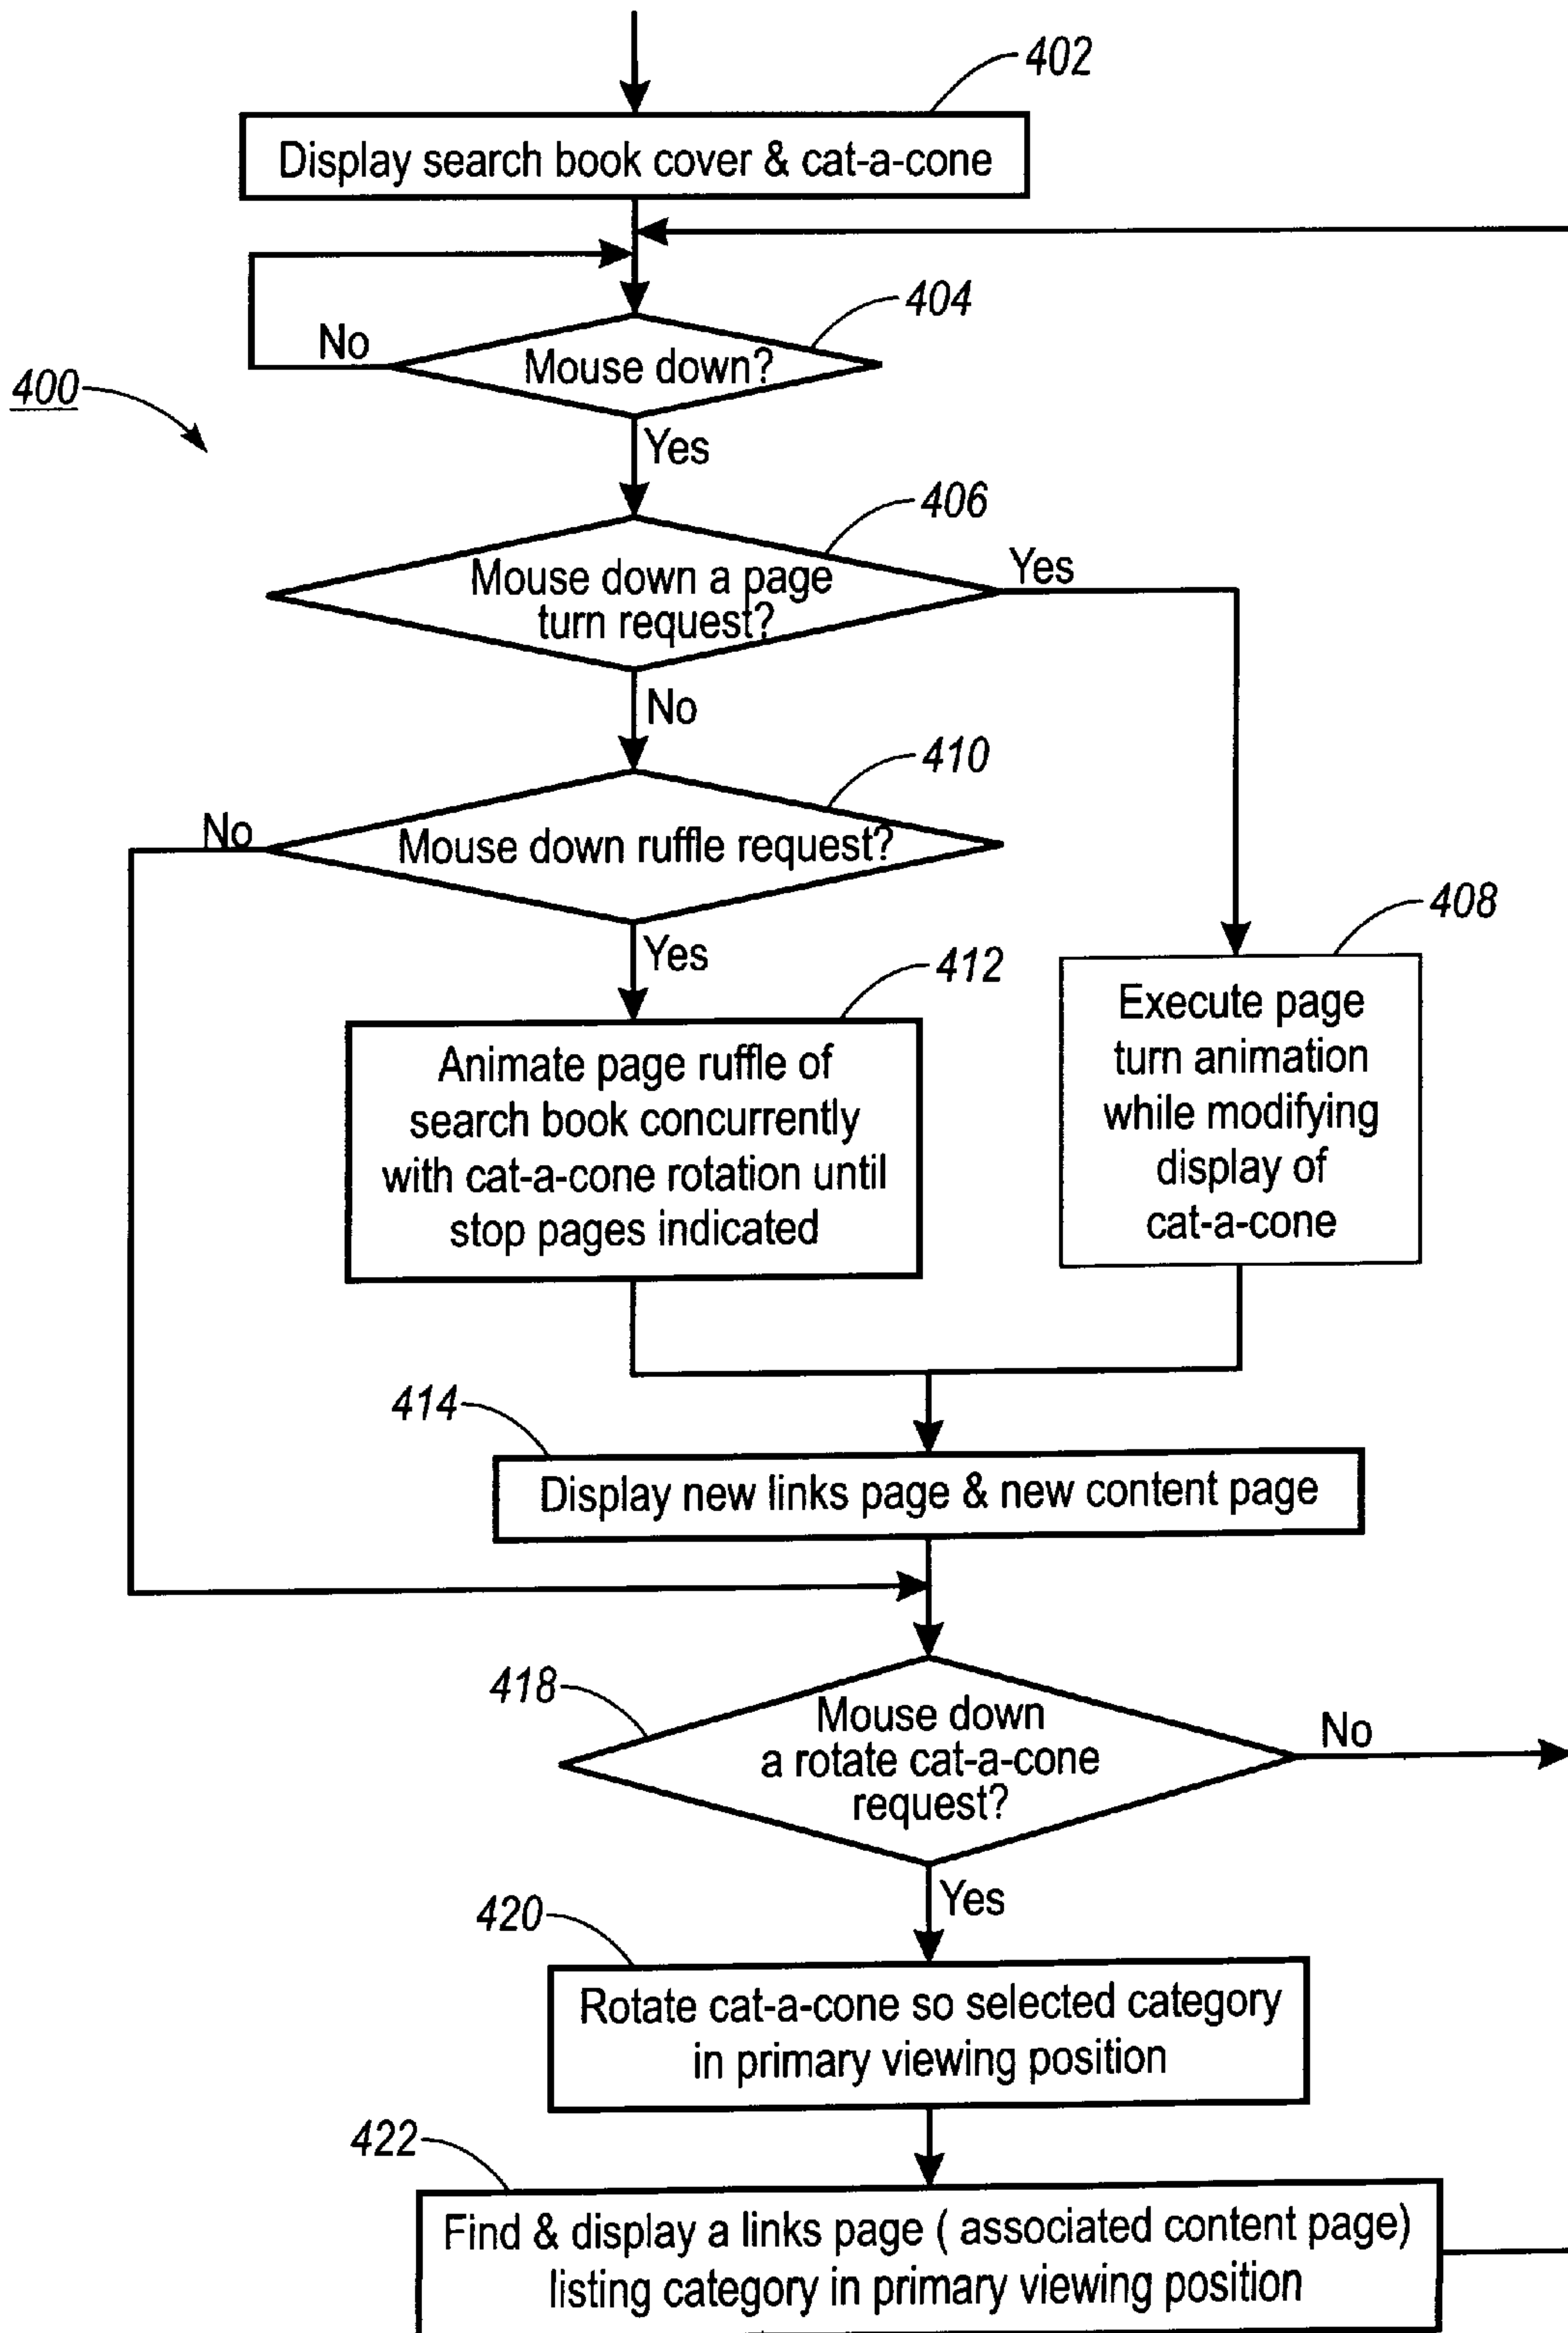 402
Display search book cover & cat-a-cone
404
No
Mouse down?
400
Yes
406
Mouse down a page
turn request?
Yes
No
410
No
Mouse down ruffle request?
408
Yes
412
Execute page
turn animation
while modifying
display of
cat-a-cone
Animate page ruffle of
search book concurrently
with cat-a-cone rotation until
stop pages indicated
414
Display new links page & new content page
418
Mouse down
a rotate cat-a-cone
request?
No
Yes
420
Rotate cat-a-cone so selected category
in primary viewing position
422
Find & display a links page ( associated content page)
listing category in primary viewing position